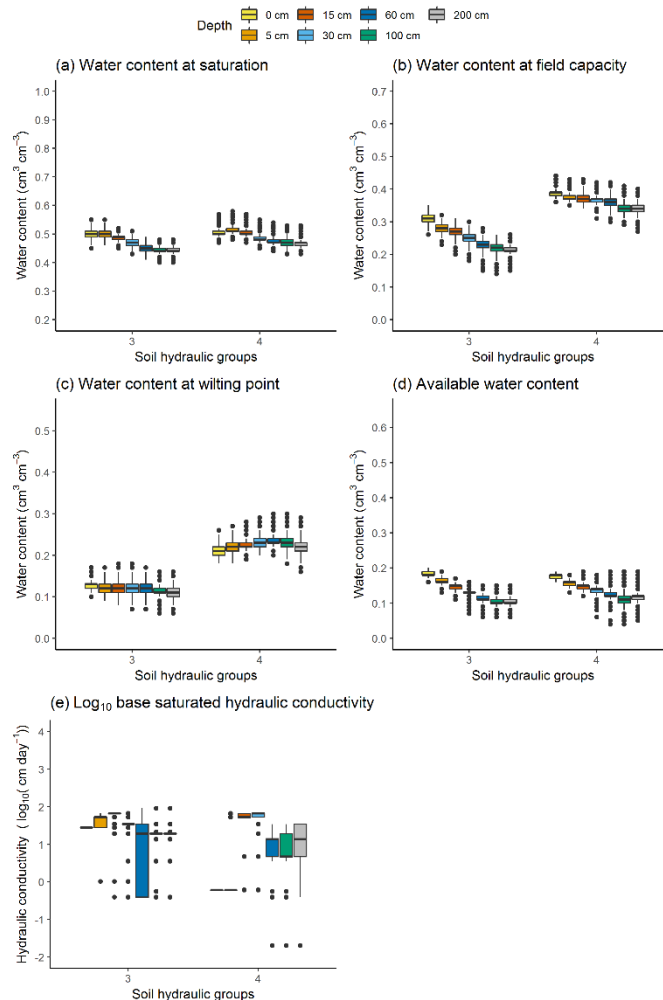 Depth
0 cm 15 cm 60 cm 200 cm
5 cm 30 cm 100 cm
(a) Water content at saturation
(b) Water content at field capacity
Water content (cm³ cm⁻³)
1.0
0.9
0.8
0.7
0.6
0.5
0.4
0.3
0.2
3 4
Soil hydraulic groups
Water content (cm³ cm⁻³)
0.7
0.6
0.5
0.4
0.3
0.2
0.1
0.0
3 4
Soil hydraulic groups
(c) Water content at wilting point
(d) Available water content
Water content (cm³ cm⁻³)
0.5
0.4
0.3
0.2
0.1
0.0
3 4
Soil hydraulic groups
Water content (cm³ cm⁻³)
0.6
0.5
0.4
0.3
0.2
0.1
0.0
3 4
Soil hydraulic groups
(e) Log₁₀ base saturated hydraulic conductivity
Hydraulic conductivity ( log₁₀( cm day⁻¹))
4
3
2
1
0
-1
-2
3 4
Soil hydraulic groups